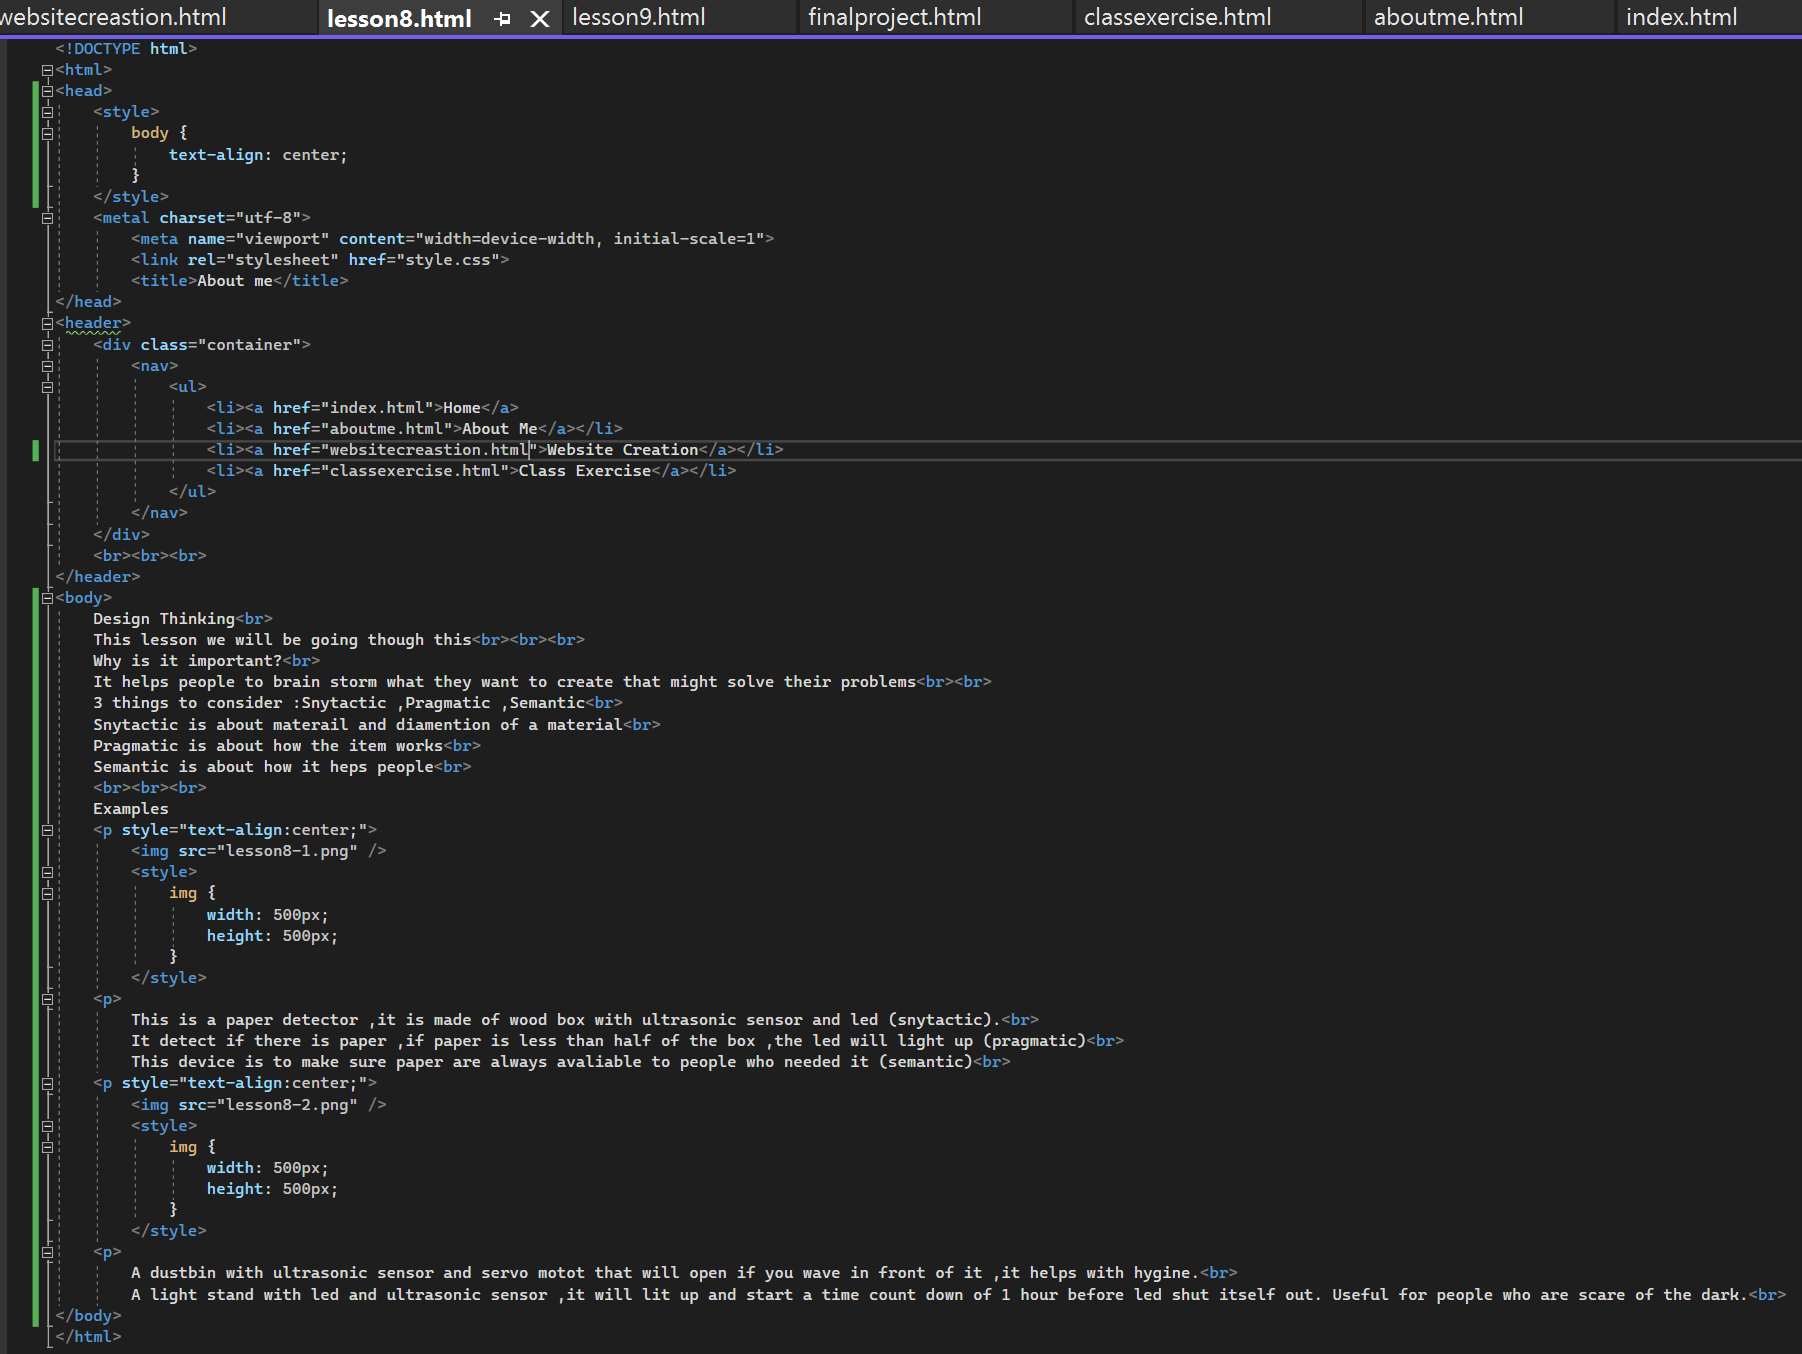 websitecreastion.html lesson8.html lesson9.html finalproject.html classexercise.html aboutme.html index.html
<!DOCTYPE html>
<html>
<head>
    <style>
        body {
            text-align: center;
        }
    </style>
    <metal charset="utf-8">
        <meta name="viewport" content="width=device-width, initial-scale=1">
        <link rel="stylesheet" href="style.css">
        <title>About me</title>
</head>
<header>
    <div class="container">
        <nav>
            <ul>
                <li><a href="index.html">Home</a>
                <li><a href="aboutme.html">About Me</a></li>
                <li><a href="websitecreastion.html">Website Creation</a></li>
                <li><a href="classexercise.html">Class Exercise</a></li>
            </ul>
        </nav>
    </div>
    <br><br><br>
</header>
<body>
    Design Thinking<br>
    This lesson we will be going though this<br><br><br>
    Why is it important?<br>
    It helps people to brain storm what they want to create that might solve their problems<br><br>
    3 things to consider :Snytactic ,Pragmatic ,Semantic<br>
    Snytactic is about materail and diamention of a material<br>
    Pragmatic is about how the item works<br>
    Semantic is about how it heps people<br>
    <br><br><br>
    Examples
    <p style="text-align:center;">
        <img src="lesson8-1.png" />
        <style>
            img {
                width: 500px;
                height: 500px;
            }
        </style>
    <p>
        This is a paper detector ,it is made of wood box with ultrasonic sensor and led (snytactic).<br>
        It detect if there is paper ,if paper is less than half of the box ,the led will light up (pragmatic)<br>
        This device is to make sure paper are always avaliable to people who needed it (semantic)<br>
    <p style="text-align:center;">
        <img src="lesson8-2.png" />
        <style>
            img {
                width: 500px;
                height: 500px;
            }
        </style>
    <p>
        A dustbin with ultrasonic sensor and servo motot that will open if you wave in front of it ,it helps with hygine.<br>
        A light stand with led and ultrasonic sensor ,it will lit up and start a time count down of 1 hour before led shut itself out. Useful for people who are scare of the dark.<br>
</body>
</html>